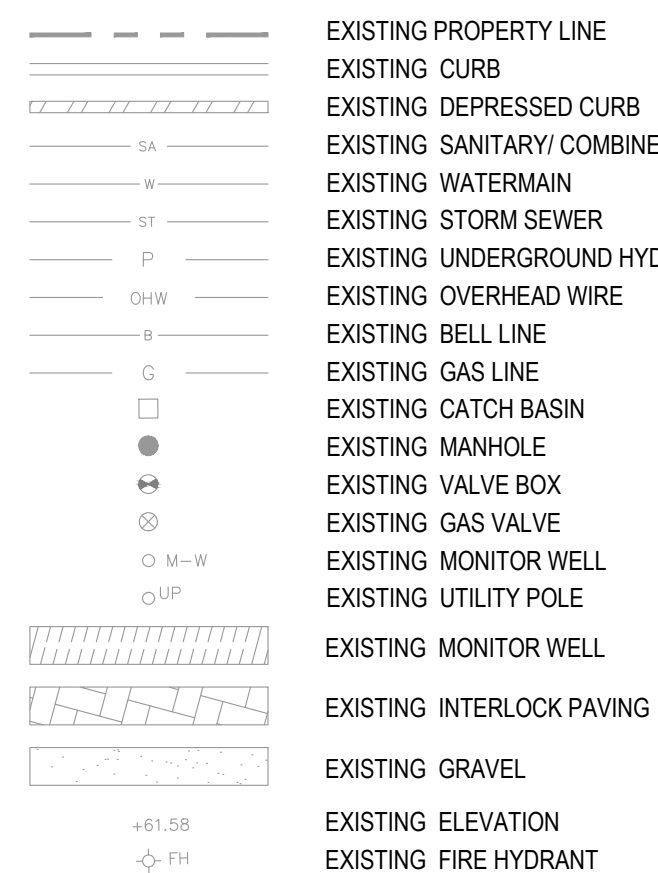 EXISTING PROPERTY LINE
EXISTING CURB
EXISTING DEPRESSED CURB
SA EXISTING SANITARY/ COMBINE
W EXISTING WATERMAIN
ST EXISTING STORM SEWER
P EXISTING UNDERGROUND HYD
OHW EXISTING OVERHEAD WIRE
B EXISTING BELL LINE
G EXISTING GAS LINE
EXISTING CATCH BASIN
EXISTING MANHOLE
EXISTING VALVE BOX
EXISTING GAS VALVE
M-W EXISTING MONITOR WELL
UP EXISTING UTILITY POLE
EXISTING MONITOR WELL
EXISTING INTERLOCK PAVING
EXISTING GRAVEL
+61.58 EXISTING ELEVATION
FH EXISTING FIRE HYDRANT